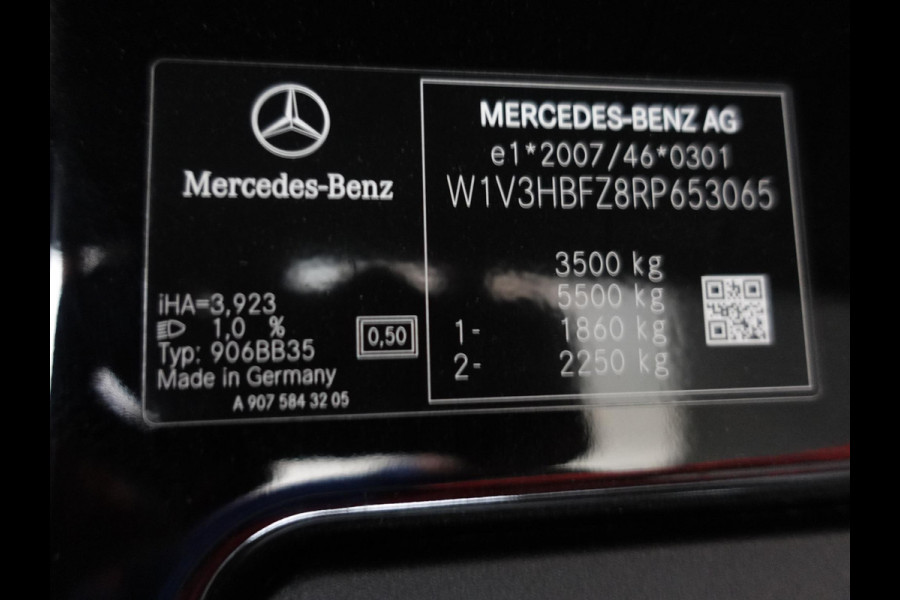 Mercedes-Benz
iHA=3,923
1,0 %
Typ: 906BB35
Made in Germany
A 907 584 32 05
0,50
MERCEDES-BENZ AG
e1*2007/46*0301
W1V3HBFZ8RP653065
3500 kg
5500 kg
1- 1860 kg
2- 2250 kg